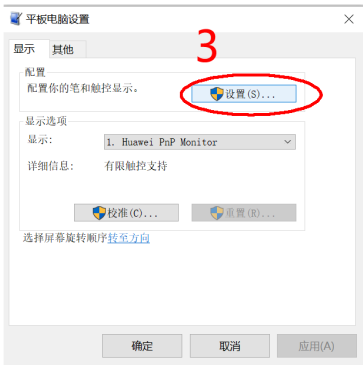 平板电脑设置
显示 其他
3
配置
配置你的笔和触控显示。
设置(S)...
显示选项
显示: 1. Huawei PnP Monitor
详细信息: 有限触控支持
校准(C)... 重置(R)...
选择屏幕旋转顺序转至方向
确定 取消 应用(A)